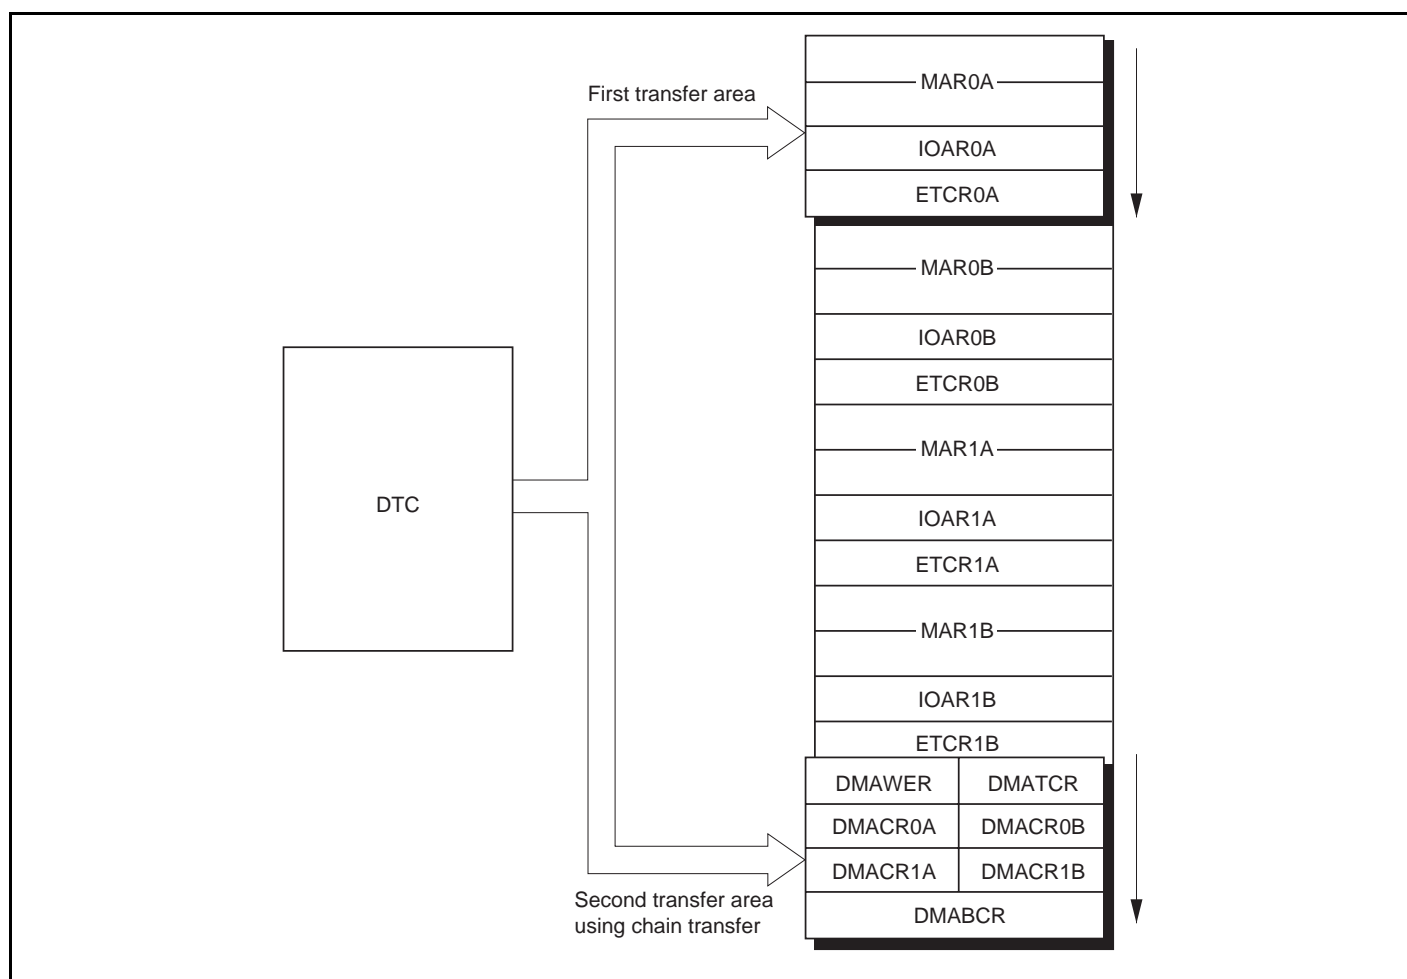 First transfer area
MAR0A
IOAR0A
ETCR0A
MAR0B
IOAR0B
ETCR0B
MAR1A
DTC
IOAR1A
ETCR1A
MAR1B
IOAR1B
ETCR1B
DMAWER DMATCR
DMACR0A DMACR0B
DMACR1A DMACR1B
DMABCR
Second transfer area
using chain transfer